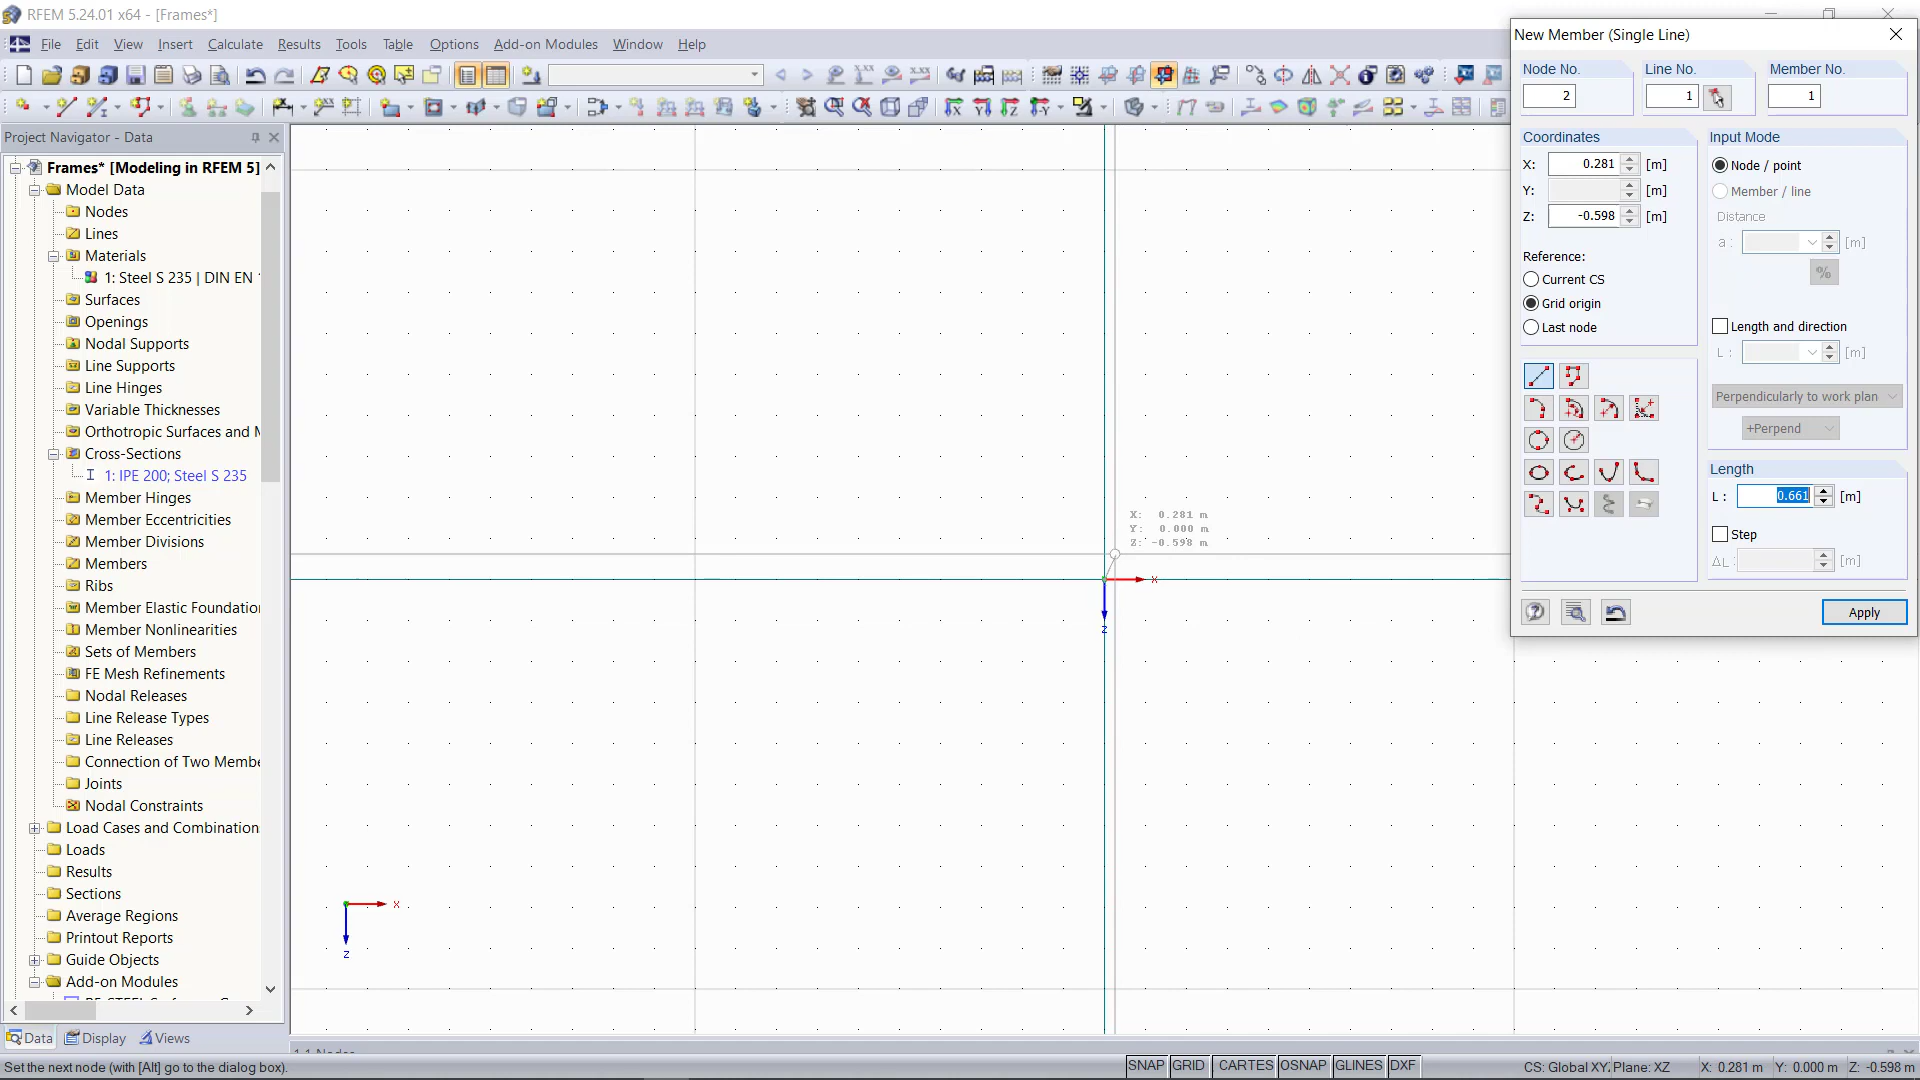 RFEM 5.24.01 x64 - [Frames*]
File Edit View Insert Calculate Results Tools Table Options Add-on Modules Window Help
Project Navigator - Data
Frames* [Modeling in RFEM 5]
Model Data
Nodes
Lines
Materials
1: Steel S 235 | DIN EN
Surfaces
Openings
Nodal Supports
Line Supports
Line Hinges
Variable Thicknesses
Orthotropic Surfaces and
Cross-Sections
1: IPE 200; Steel S 235
Member Hinges
Member Eccentricities
Member Divisions
Members
Ribs
Member Elastic Foundation
Member Nonlinearities
Sets of Members
FE Mesh Refinements
Nodal Releases
Line Release Types
Line Releases
Connection of Two Membe
Joints
Nodal Constraints
Load Cases and Combination
Loads
Results
Sections
Average Regions
Printout Reports
Guide Objects
Add-on Modules
Data Display Views
X: 0.281 m
Y: 0.000 m
Z: -0.598 m
X
Z
X
Z
New Member (Single Line)
Node No. Line No. Member No.
2 1 1
Coordinates
X: 0.281 [m]
Y: [m]
Z: -0.598 [m]
Reference:
Current CS
Grid origin
Last node
Input Mode
Node / point
Member / line
Distance
a : [m]
%
Length and direction
L : [m]
Perpendicularly to work plan
+Perpend
Length
L : 0.661 [m]
Step
ΔL : [m]
Apply
1.1 Nodes
Set the next node (with [Alt] go to the dialog box).
SNAP GRID CARTES OSNAP GLINES DXF
CS: Global XYZ Plane: XZ X: 0.281 m Y: 0.000 m Z: -0.598 m